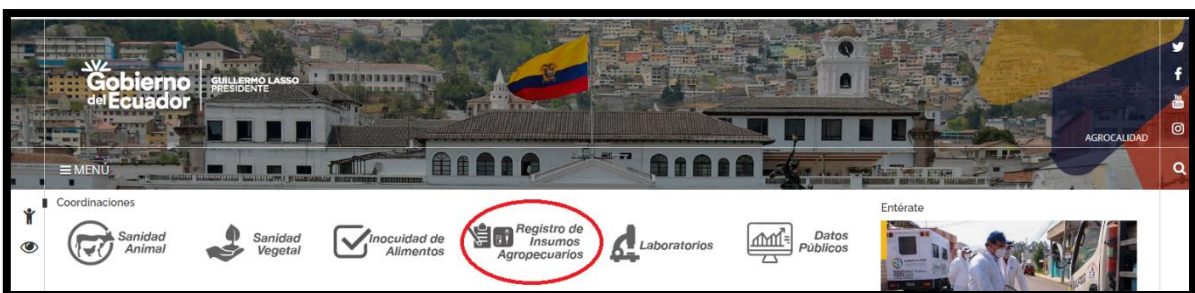 Gobierno
del Ecuador
GUILLERMO LASSO
PRESIDENTE
AGROCALIDAD
MENÚ
Coordinaciones
Sanidad
Animal
Sanidad
Vegetal
Inocuidad de
Alimentos
Registro de
Insumos
Agropecuarios
Laboratorios
Datos
Públicos
Entérate